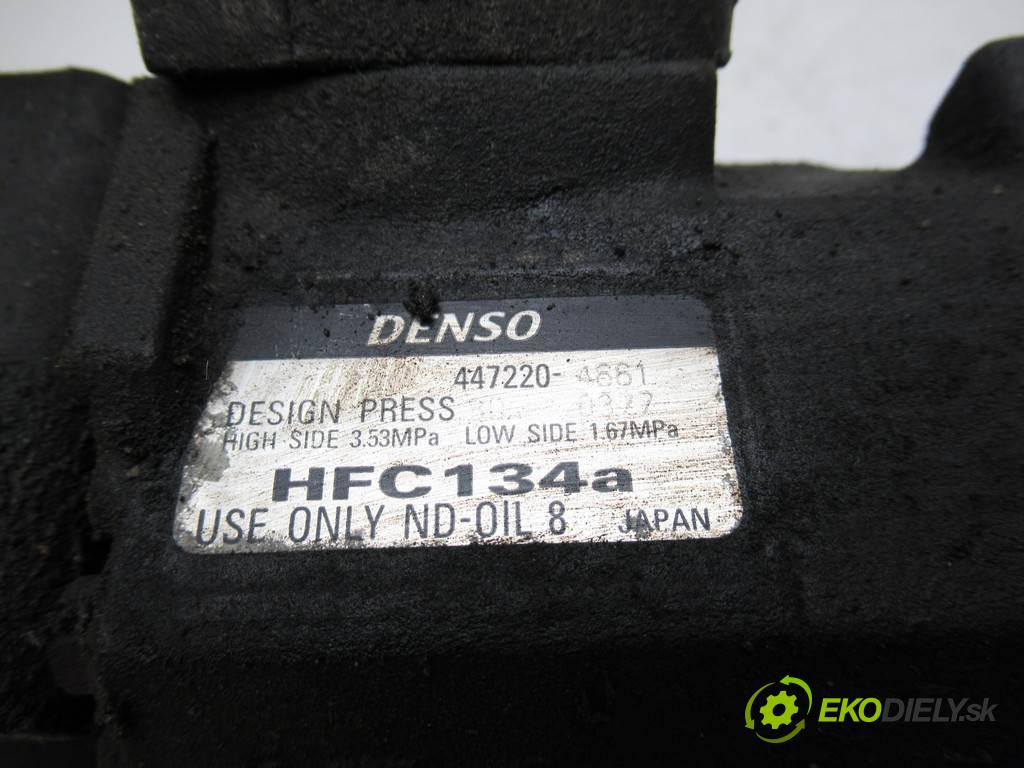 DENSO
447220-4661
DESIGN PRESS
HIGH SIDE 3.53MPa LOW SIDE 1.67MPa
HFC134a
USE ONLY ND-OIL 8 JAPAN
EKODIELY.sk